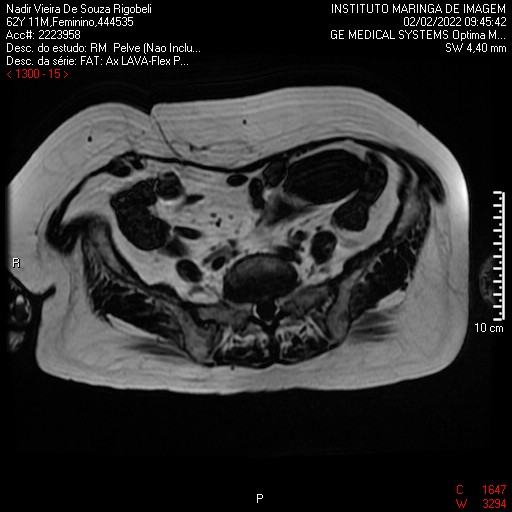 Nadir Vieira De Souza Rigobeli
62Y 11M,Feminino,444535
Acc#: 2223958
Desc. do estudo: RM Pelve (Nao Inclu...
Desc. da série: FAT: Ax LAVA-Flex P...
< 1300 - 15 >
INSTITUTO MARINGA DE IMAGEM
02/02/2022 09:45:42
GE MEDICAL SYSTEMS Optima M...
SW 4,40 mm
R
10 cm
P
C 1647
W 3294